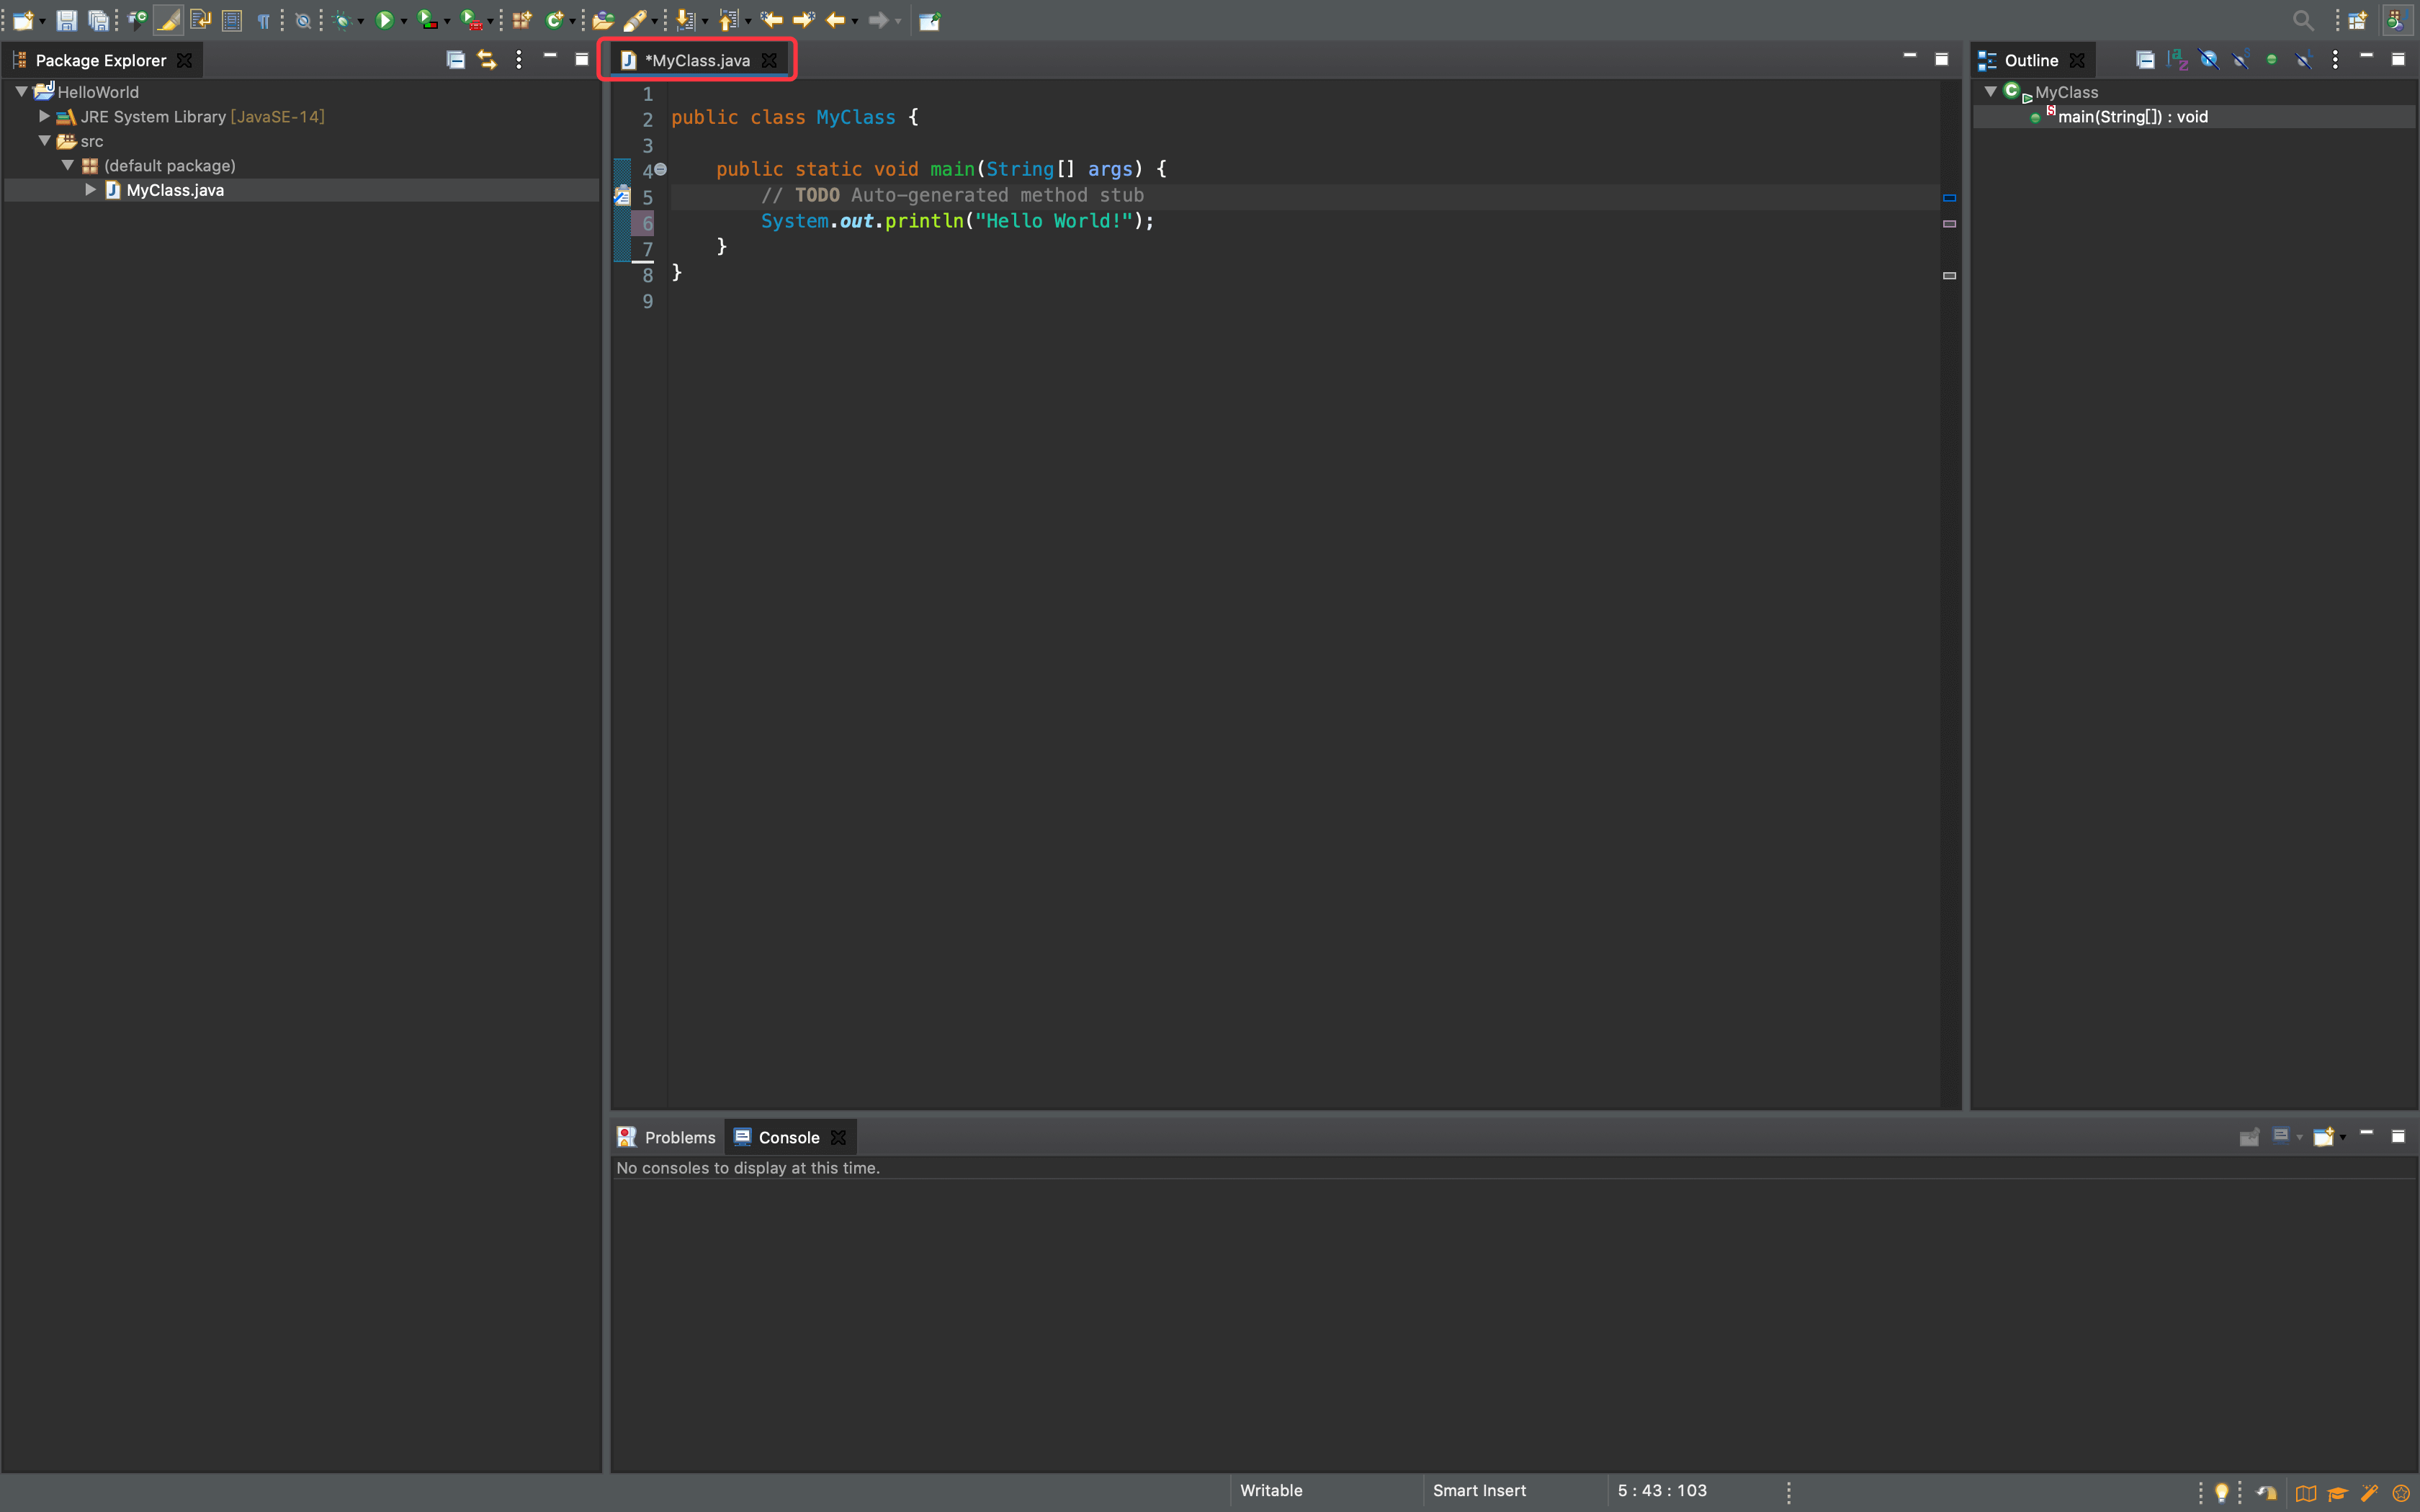 Package Explorer
HelloWorld
JRE System Library [JavaSE-14]
src
(default package)
MyClass.java
*MyClass.java
1
2 public class MyClass {
3
4 public static void main(String[] args) {
5 // TODO Auto-generated method stub
6 System.out.println("Hello World!");
7 }
8 }
9
Outline
MyClass
main(String[]) : void
Problems
Console
No consoles to display at this time.
Writable
Smart Insert
5 : 43 : 103